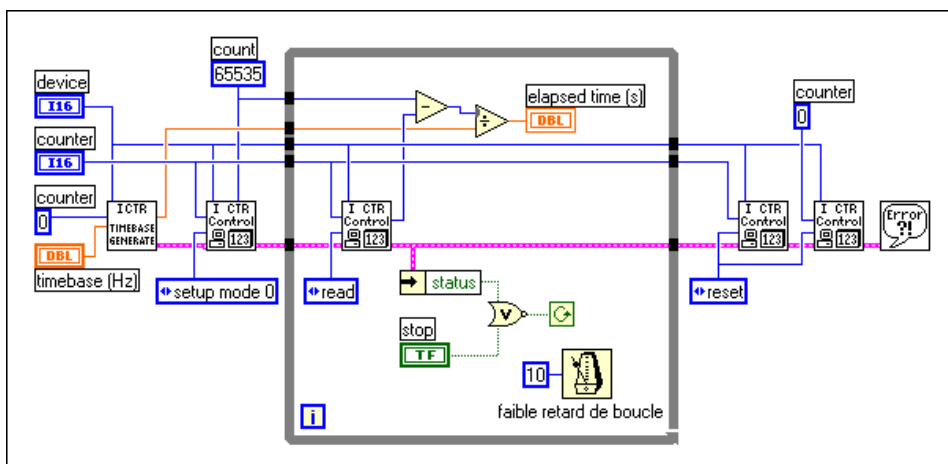 count
65535
device
I16
counter
I16
counter
0
ICTR
TIMEBASE
GENERATE
DBL
timebase (Hz)
I CTR
Control
123
setup mode 0
elapsed time (s)
DBL
I CTR
Control
123
read
status
stop
TF
V
10
faible retard de boucle
i
counter
0
I CTR
Control
123
I CTR
Control
123
reset
Error
?!